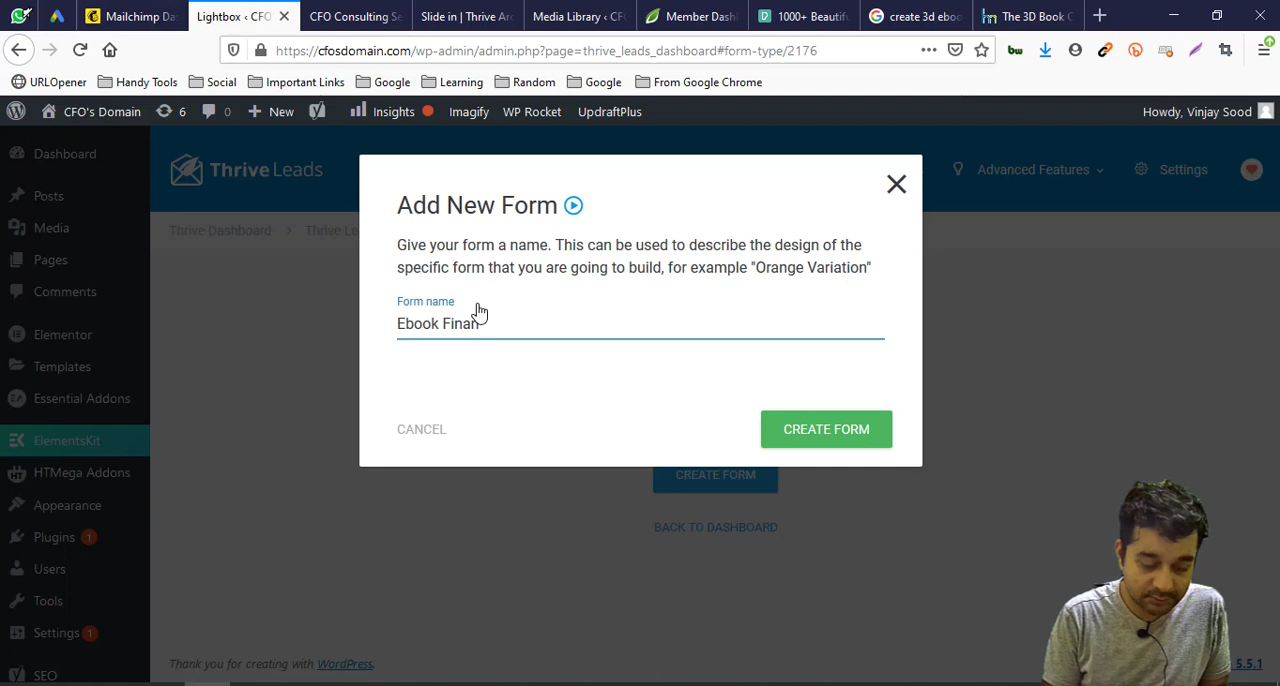 Mailchimp Da
Lightbox ‹ CFO
CFO Consulting Se
Slide in | Thrive Arc
Media Library ‹ CF
Member Dash
1000+ Beautifu
create 3d eboo
The 3D Book C
https://cfosdomain.com/wp-admin/admin.php?page=thrive_leads_dashboard#form-type/2176
URLOpener Handy Tools Social Important Links Google Learning Random Google From Google Chrome
CFO's Domain 6 0 New Insights Imagify WP Rocket UpdraftPlus Howdy, Vinjay Sood
Dashboard
Posts
Media
Pages
Comments
Elementor
Templates
Essential Addons
ElementsKit
HTMega Addons
Appearance
Plugins 1
Users
Tools
Settings 1
SEO
Thrive Leads
Advanced Features Settings
Thrive Dashboard › Thrive Le
Add New Form
Give your form a name. This can be used to describe the design of the
specific form that you are going to build, for example "Orange Variation"
Form name
Ebook Finan
CANCEL CREATE FORM
CREATE FORM
BACK TO DASHBOARD
Thank you for creating with WordPress.
5.5.1